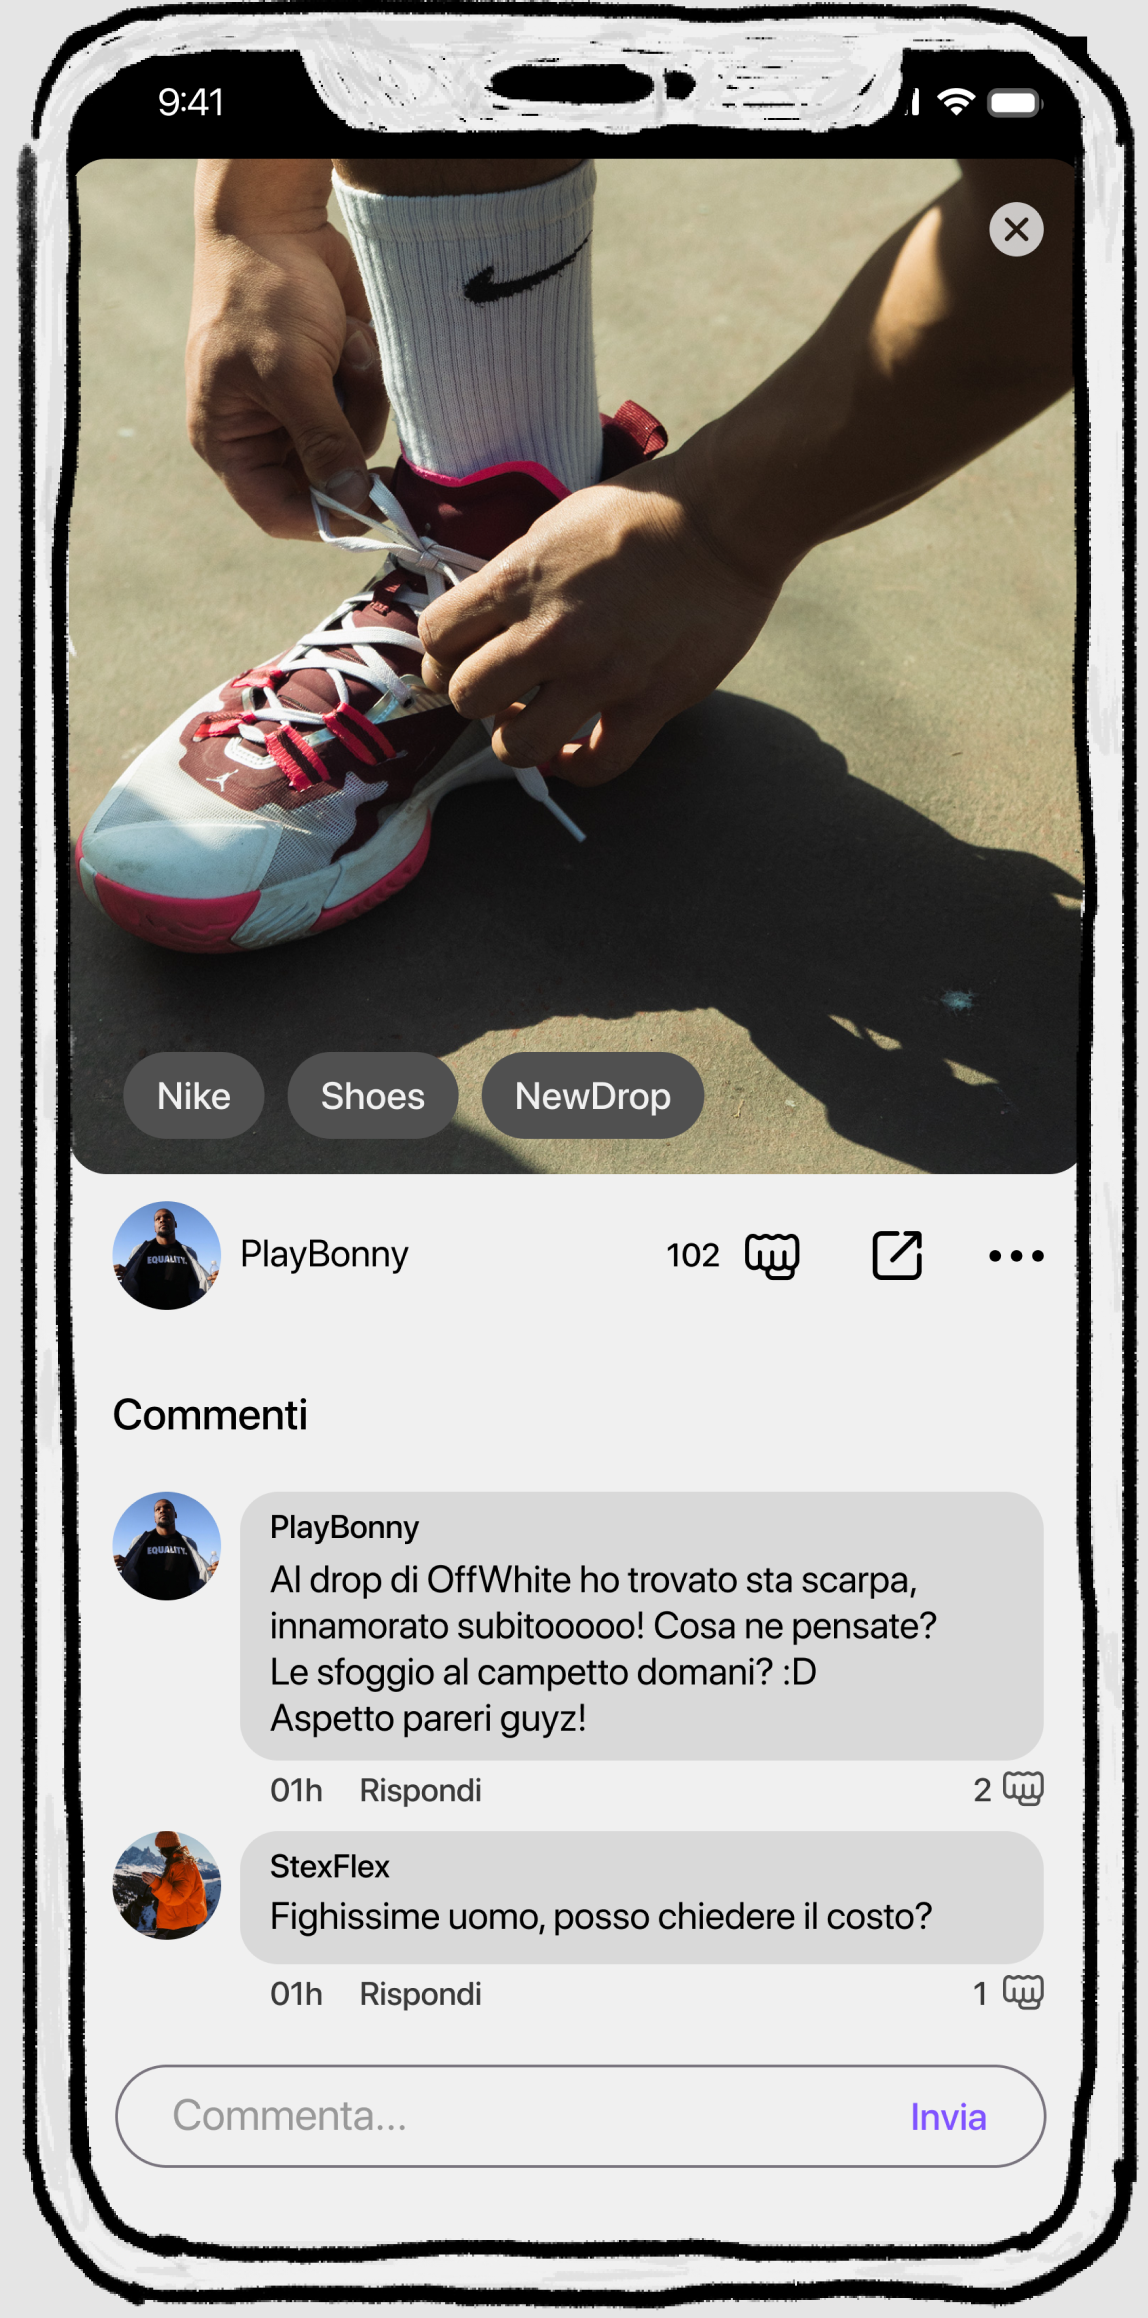 9:41
Nike
Shoes
NewDrop
EQUALITY.
PlayBonny
102
Commenti
EQUALITY.
PlayBonny
Al drop di OffWhite ho trovato sta scarpa,
innamorato subitooooo! Cosa ne pensate?
Le sfoggio al campetto domani? :D
Aspetto pareri guyz!
01h Rispondi 2
StexFlex
Fighissime uomo, posso chiedere il costo?
01h Rispondi 1
Commenta... Invia